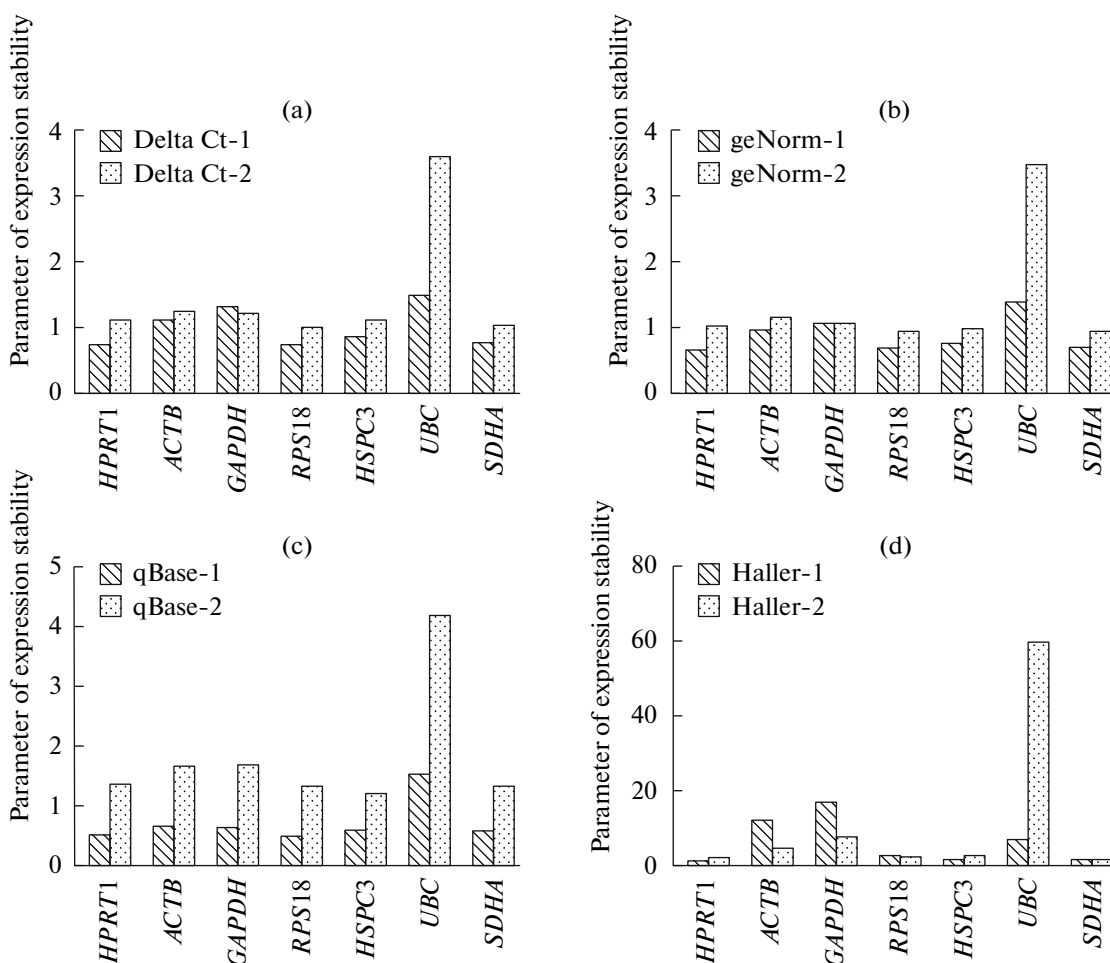 (a)
Parameter of expression stability
4
3
2
1
0
Delta Ct-1
Delta Ct-2
HPRT1
ACTB
GAPDH
RPS18
HSPC3
UBC
SDHA
(b)
Parameter of expression stability
4
3
2
1
0
geNorm-1
geNorm-2
HPRT1
ACTB
GAPDH
RPS18
HSPC3
UBC
SDHA
(c)
Parameter of expression stability
5
4
3
2
1
0
qBase-1
qBase-2
HPRT1
ACTB
GAPDH
RPS18
HSPC3
UBC
SDHA
(d)
Parameter of expression stability
80
60
40
20
0
Haller-1
Haller-2
HPRT1
ACTB
GAPDH
RPS18
HSPC3
UBC
SDHA